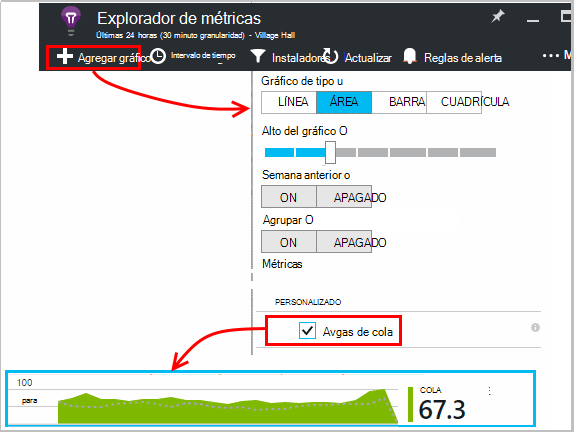 Explorador de métricas
Últimas 24 horas (30 minuto granularidad) - Village Hall
Agregar gráfico Intervalo de tiempo Instaladores Actualizar Reglas de alerta ... M
Gráfico de tipo u
LÍNEA ÁREA BARRA CUADRÍCULA
Alto del gráfico O
Semana anterior o
ON APAGADO
Agrupar O
ON APAGADO
Métricas
PERSONALIZADO
Avgas de cola
100
para
COLA
67.3